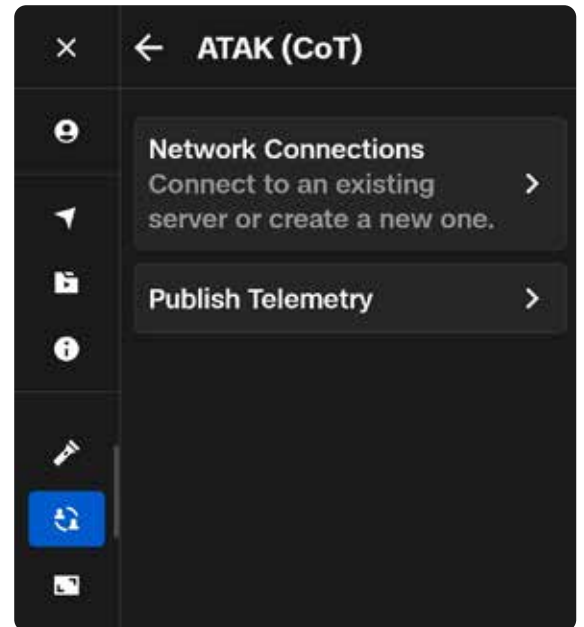 ATAK (CoT)
Network Connections
Connect to an existing
server or create a new one.
Publish Telemetry